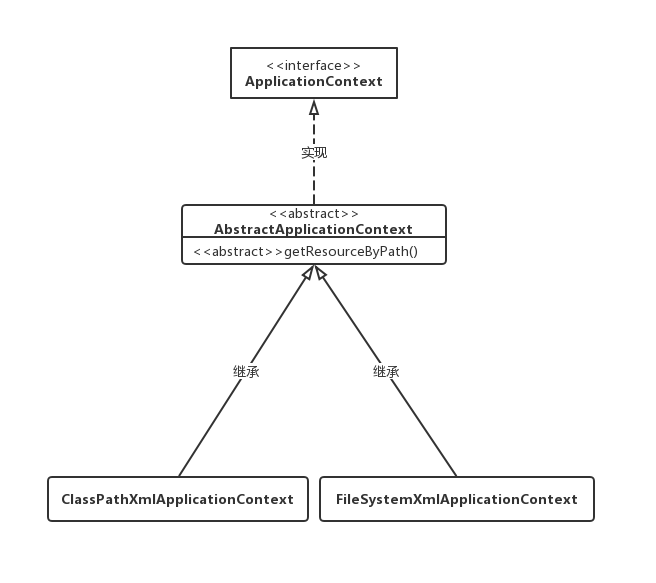 <<interface>>
ApplicationContext
实现
<<abstract>>
AbstractApplicationContext
<<abstract>>getResourceByPath()
继承
继承
ClassPathXmlApplicationContext
FileSystemXmlApplicationContext